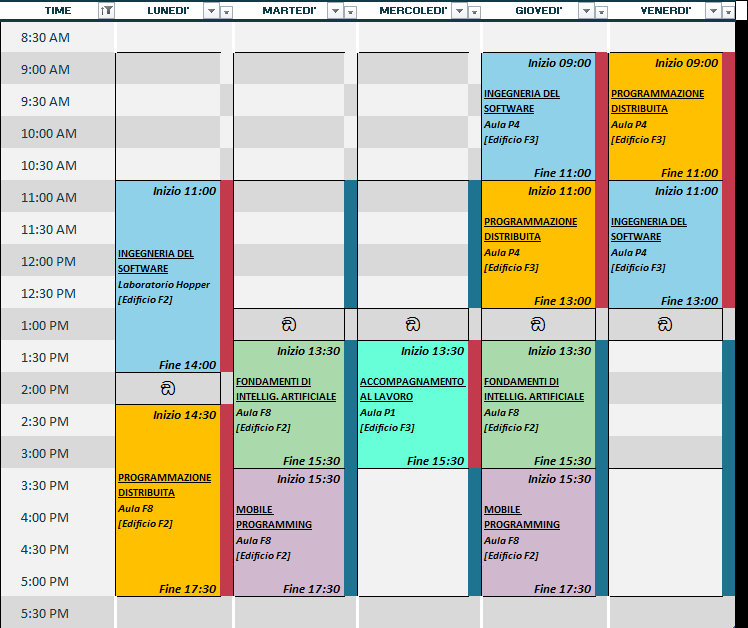 TIME LUNEDI' MARTEDI' MERCOLEDI' GIOVEDI' VENERDI'
8:30 AM
9:00 AM
9:30 AM
10:00 AM
10:30 AM
11:00 AM
11:30 AM
12:00 PM
12:30 PM
1:00 PM
1:30 PM
2:00 PM
2:30 PM
3:00 PM
3:30 PM
4:00 PM
4:30 PM
5:00 PM
5:30 PM
Inizio 11:00
INGEGNERIA DEL
SOFTWARE
Laboratorio Hopper
[Edificio F2]
Fine 14:00
ລ
Inizio 14:30
PROGRAMMAZIONE
DISTRIBUITA
Aula F8
[Edificio F2]
Fine 17:30
ລ
Inizio 13:30
FONDAMENTI DI
INTELLIG. ARTIFICIALE
Aula F8
[Edificio F2]
Fine 15:30
Inizio 15:30
MOBILE
PROGRAMMING
Aula F8
[Edificio F2]
Fine 17:30
ລ
Inizio 13:30
ACCOMPAGNAMENTO
AL LAVORO
Aula P1
[Edificio F3]
Fine 15:30
Inizio 09:00
INGEGNERIA DEL
SOFTWARE
Aula P4
[Edificio F3]
Fine 11:00
Inizio 11:00
PROGRAMMAZIONE
DISTRIBUITA
Aula P4
[Edificio F3]
Fine 13:00
ລ
Inizio 13:30
FONDAMENTI DI
INTELLIG. ARTIFICIALE
Aula F8
[Edificio F2]
Fine 15:30
Inizio 15:30
MOBILE
PROGRAMMING
Aula F8
[Edificio F2]
Fine 17:30
Inizio 09:00
PROGRAMMAZIONE
DISTRIBUITA
Aula P4
[Edificio F3]
Fine 11:00
Inizio 11:00
INGEGNERIA DEL
SOFTWARE
Aula P4
[Edificio F3]
Fine 13:00
ລ